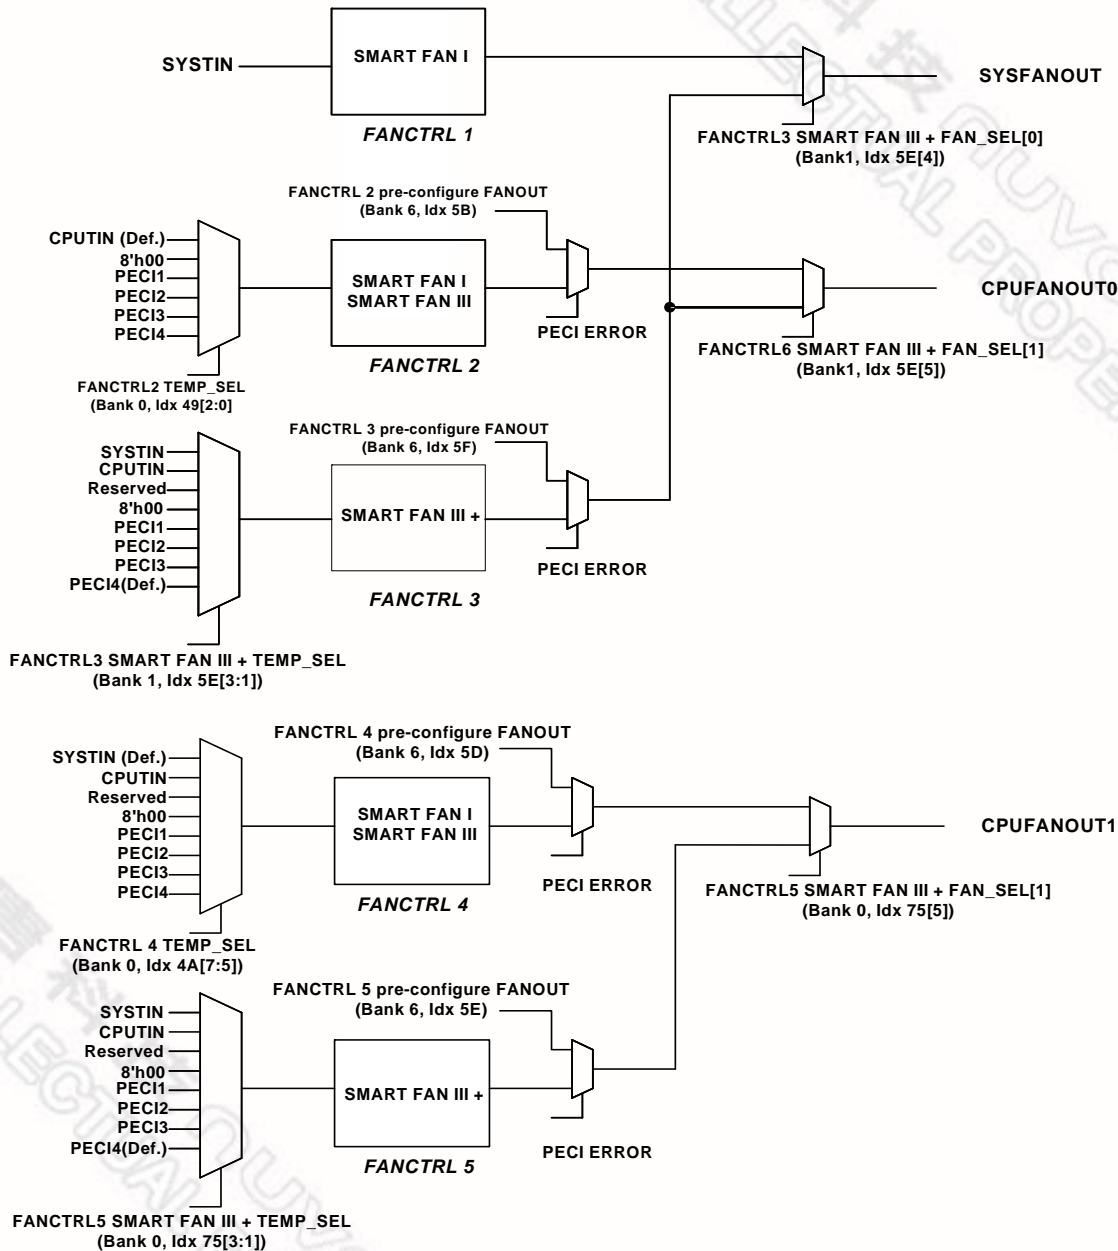 SYSTIN
SMART FAN I
FANCTRL 1
SYSFANOUT
FANCTRL3 SMART FAN III + FAN_SEL[0]
(Bank1, Idx 5E[4])
FANCTRL 2 pre-configure FANOUT
(Bank 6, Idx 5B)
CPUTIN (Def.)
8'h00
PECI1
PECI2
PECI3
PECI4
SMART FAN I
SMART FAN III
FANCTRL 2
PECI ERROR
CPUFANOUT0
FANCTRL6 SMART FAN III + FAN_SEL[1]
(Bank1, Idx 5E[5])
FANCTRL2 TEMP_SEL
(Bank 0, Idx 49[2:0]
FANCTRL 3 pre-configure FANOUT
(Bank 6, Idx 5F)
SYSTIN
CPUTIN
Reserved
8'h00
PECI1
PECI2
PECI3
PECI4(Def.)
SMART FAN III +
FANCTRL 3
PECI ERROR
FANCTRL3 SMART FAN III + TEMP_SEL
(Bank 1, Idx 5E[3:1])
FANCTRL 4 pre-configure FANOUT
(Bank 6, Idx 5D)
SYSTIN (Def.)
CPUTIN
Reserved
8'h00
PECI1
PECI2
PECI3
PECI4
SMART FAN I
SMART FAN III
FANCTRL 4
PECI ERROR
CPUFANOUT1
FANCTRL5 SMART FAN III + FAN_SEL[1]
(Bank 0, Idx 75[5])
FANCTRL 4 TEMP_SEL
(Bank 0, Idx 4A[7:5])
FANCTRL 5 pre-configure FANOUT
(Bank 6, Idx 5E)
SYSTIN
CPUTIN
Reserved
8'h00
PECI1
PECI2
PECI3
PECI4(Def.)
SMART FAN III +
FANCTRL 5
PECI ERROR
FANCTRL5 SMART FAN III + TEMP_SEL
(Bank 0, Idx 75[3:1])